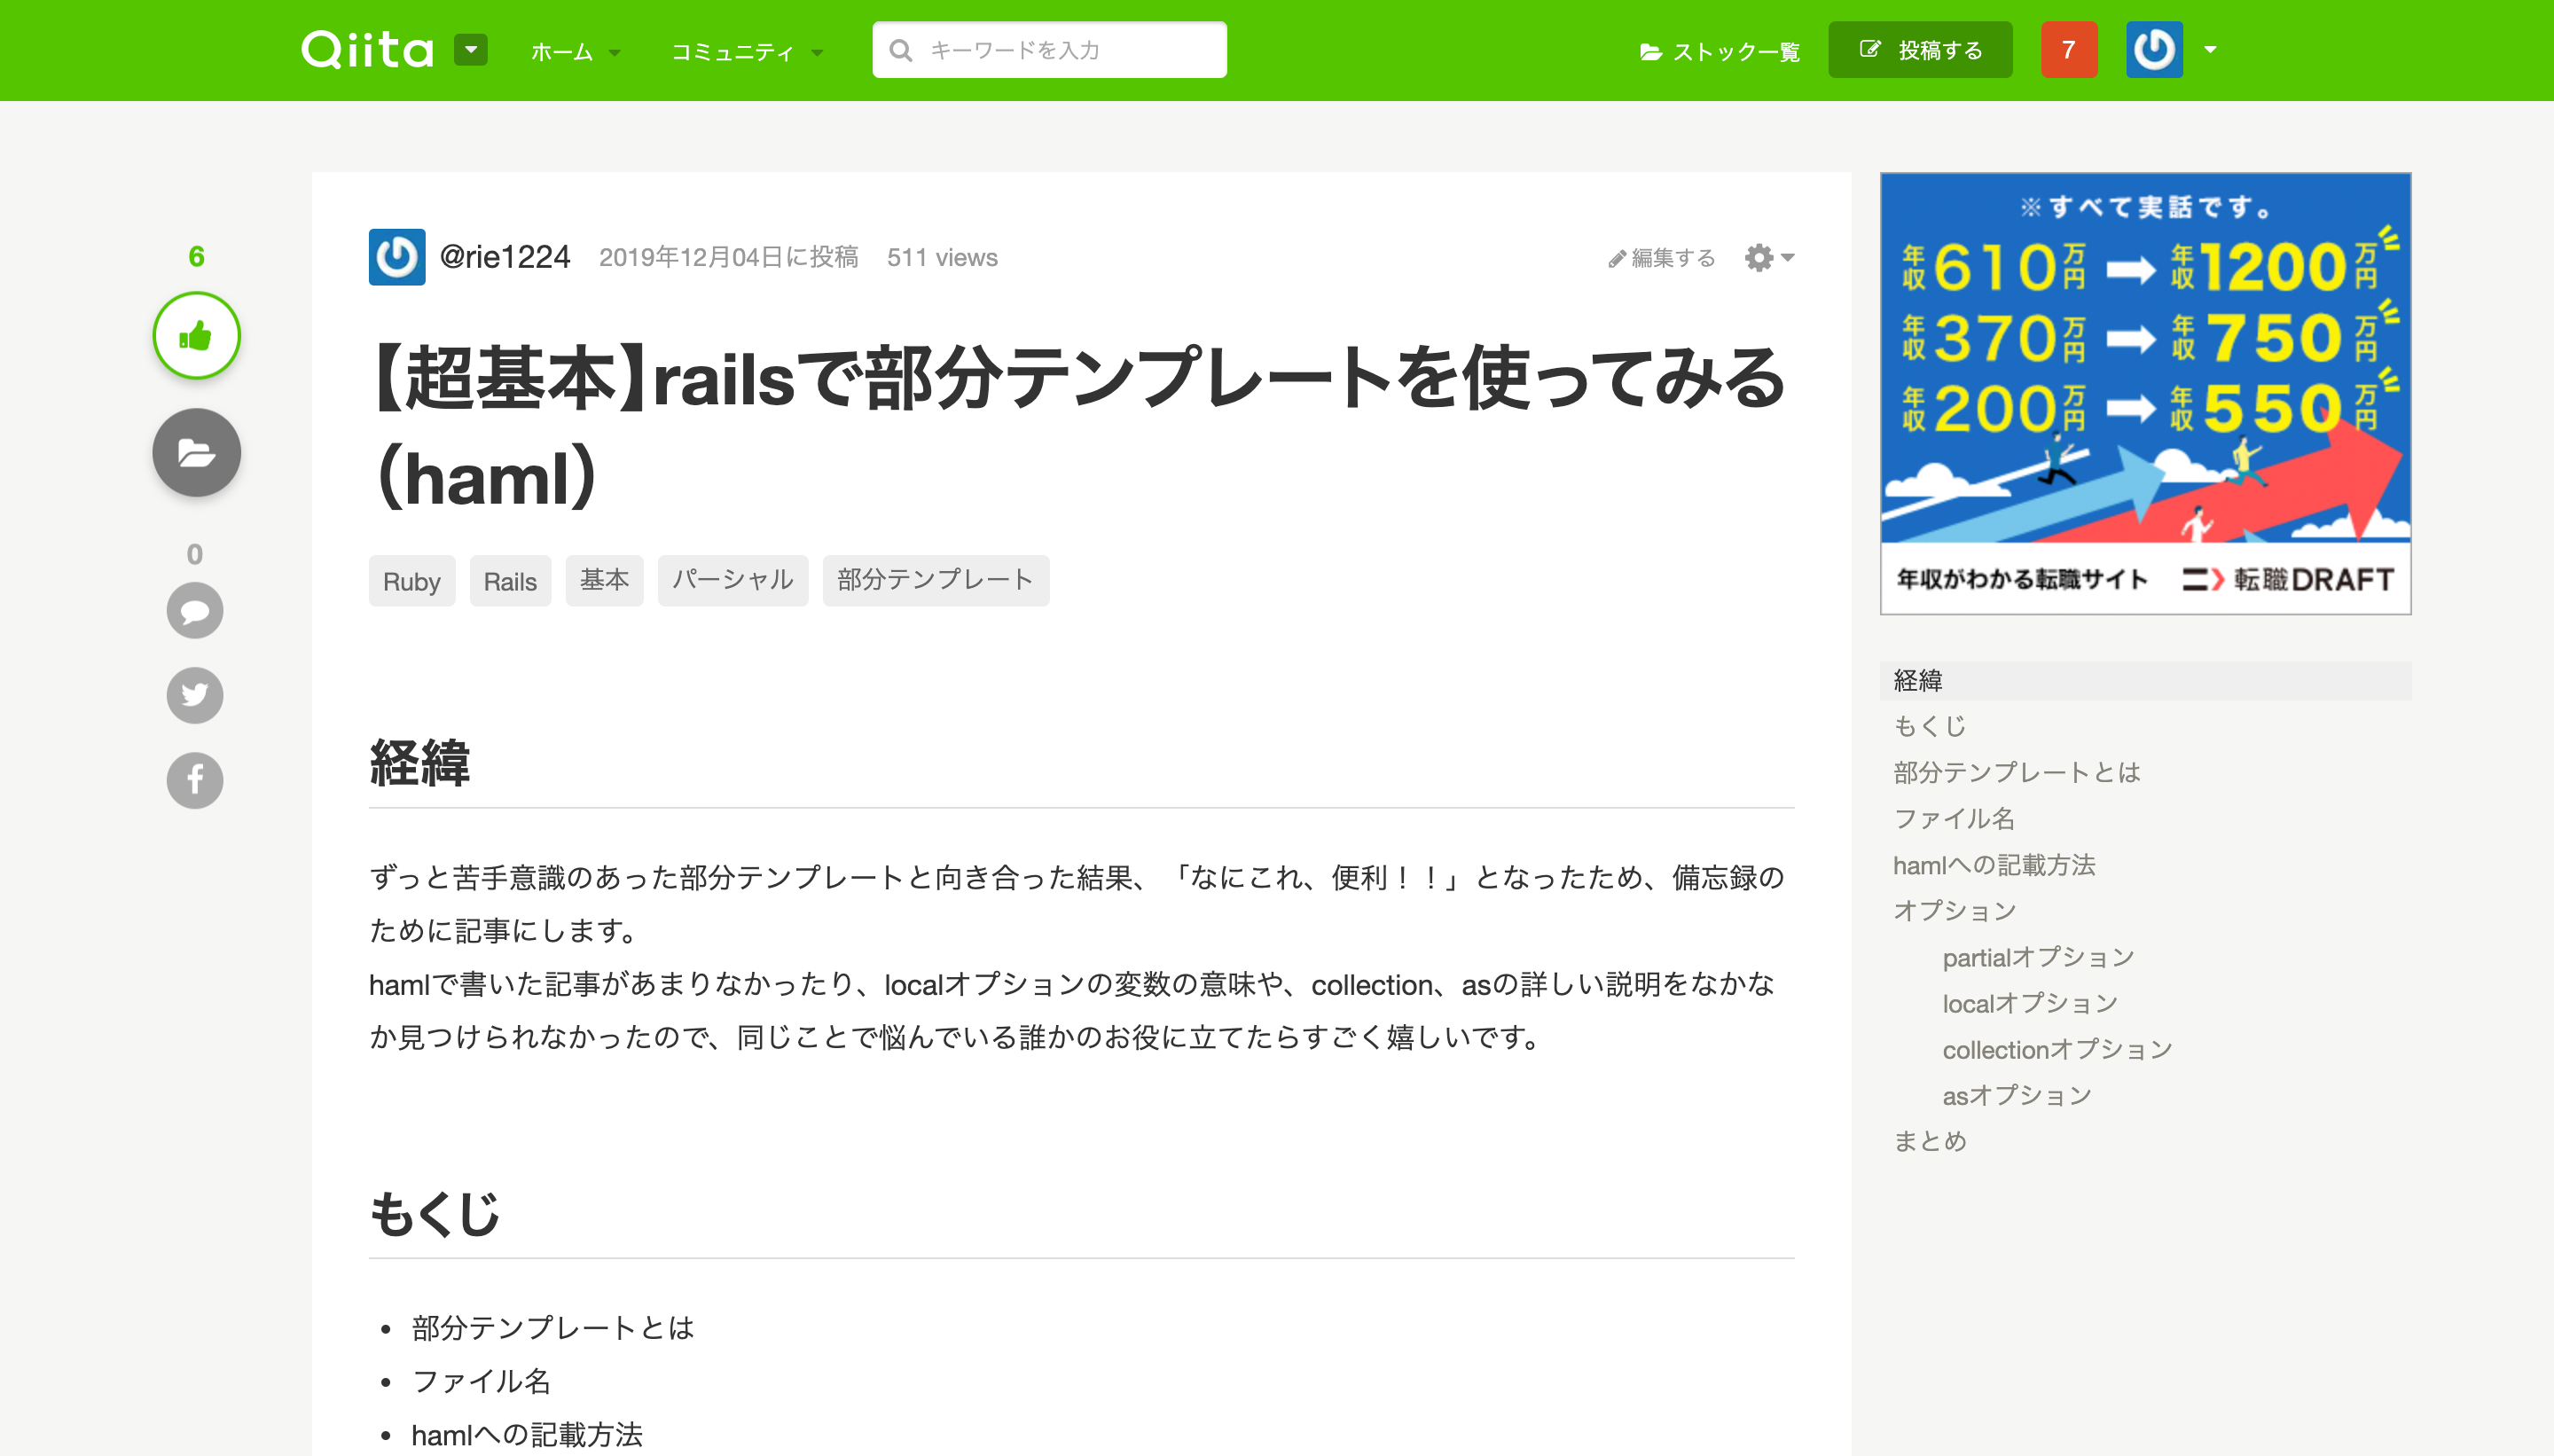 Qiita
ホーム
コミュニティ
キーワードを入力
ストック一覧
投稿する
7
6
0
@rie1224 2019年12月04日に投稿 511 views
編集する
【超基本】railsで部分テンプレートを使ってみる
（haml）
Ruby Rails 基本 パーシャル 部分テンプレート
経緯
ずっと苦手意識のあった部分テンプレートと向き合った結果、「なにこれ、便利！！」となったため、備忘録の
ために記事にします。
hamlで書いた記事があまりなかったり、localオプションの変数の意味や、collection、asの詳しい説明をなかな
か見つけられなかったので、同じことで悩んでいる誰かのお役に立てたらすごく嬉しいです。
もくじ
• 部分テンプレートとは
• ファイル名
• hamlへの記載方法
※すべて実話です。
年収610万円 ➡ 年収1200万円
年収370万円 ➡ 年収750万円
年収200万円 ➡ 年収550万円
年収がわかる転職サイト 転職DRAFT
経緯
もくじ
部分テンプレートとは
ファイル名
hamlへの記載方法
オプション
partialオプション
localオプション
collectionオプション
asオプション
まとめ